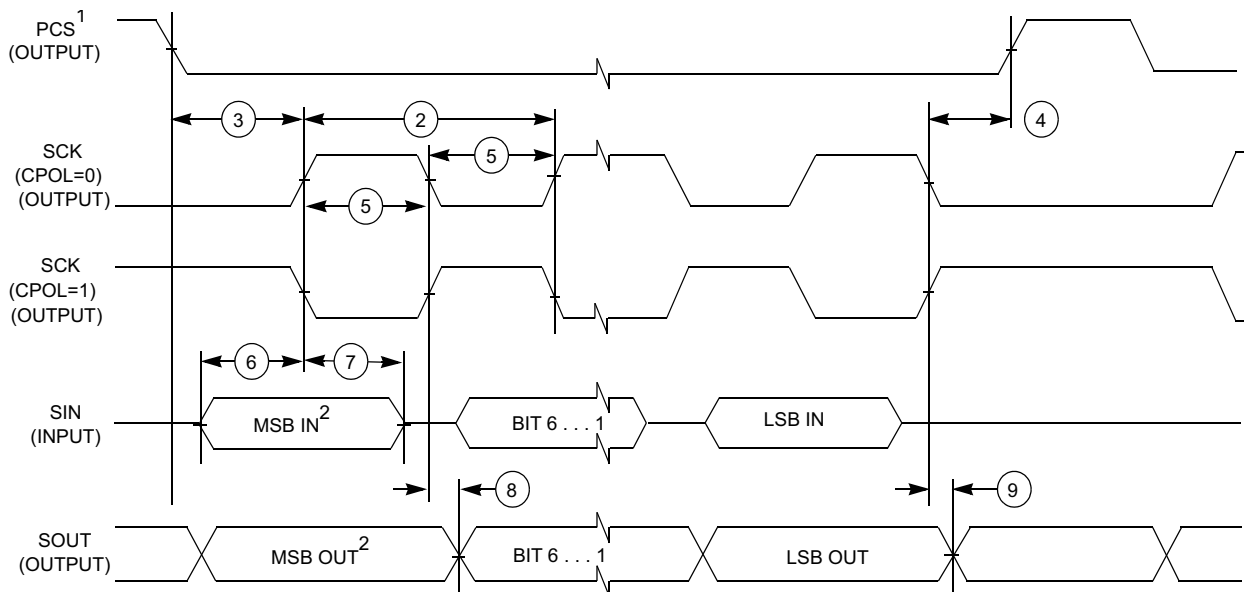 PCS1
(OUTPUT)
3
2
4
SCK
(CPOL=0)
(OUTPUT)
5
5
SCK
(CPOL=1)
(OUTPUT)
6
7
SIN
(INPUT)
MSB IN2
BIT 6 . . . 1
LSB IN
8
9
SOUT
(OUTPUT)
MSB OUT2
BIT 6 . . . 1
LSB OUT